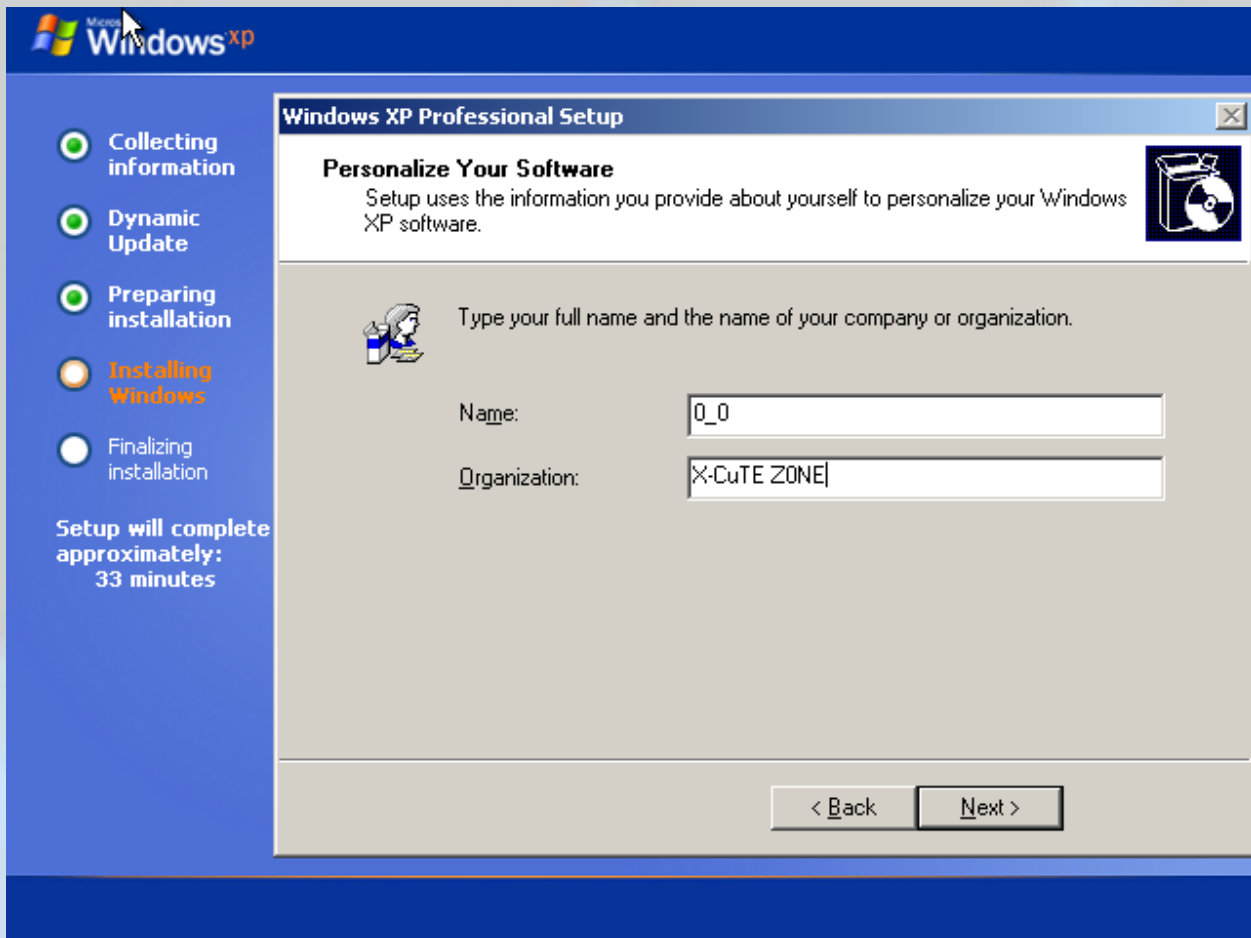 Microsoft
Windows xp
Collecting
information
Dynamic
Update
Preparing
installation
Installing
Windows
Finalizing
installation
Setup will complete
approximately:
33 minutes
Windows XP Professional Setup
Personalize Your Software
Setup uses the information you provide about yourself to personalize your Windows
XP software.
Type your full name and the name of your company or organization.
Name:
0_0
Organization:
X-CuTE Z0NE
< Back
Next >